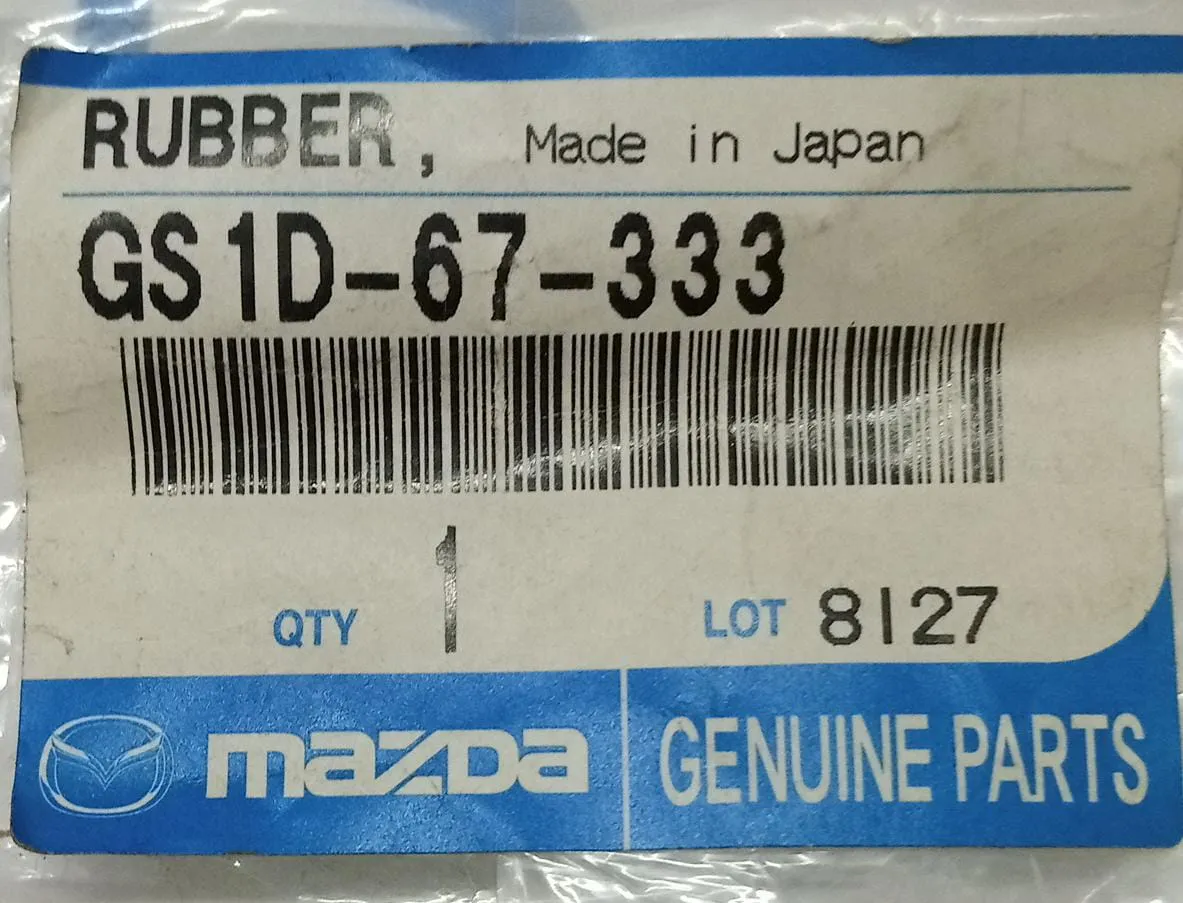 RUBBER, Made in Japan
GS1D-67-333
QTY 1 LOT 8127
mazda GENUINE PARTS